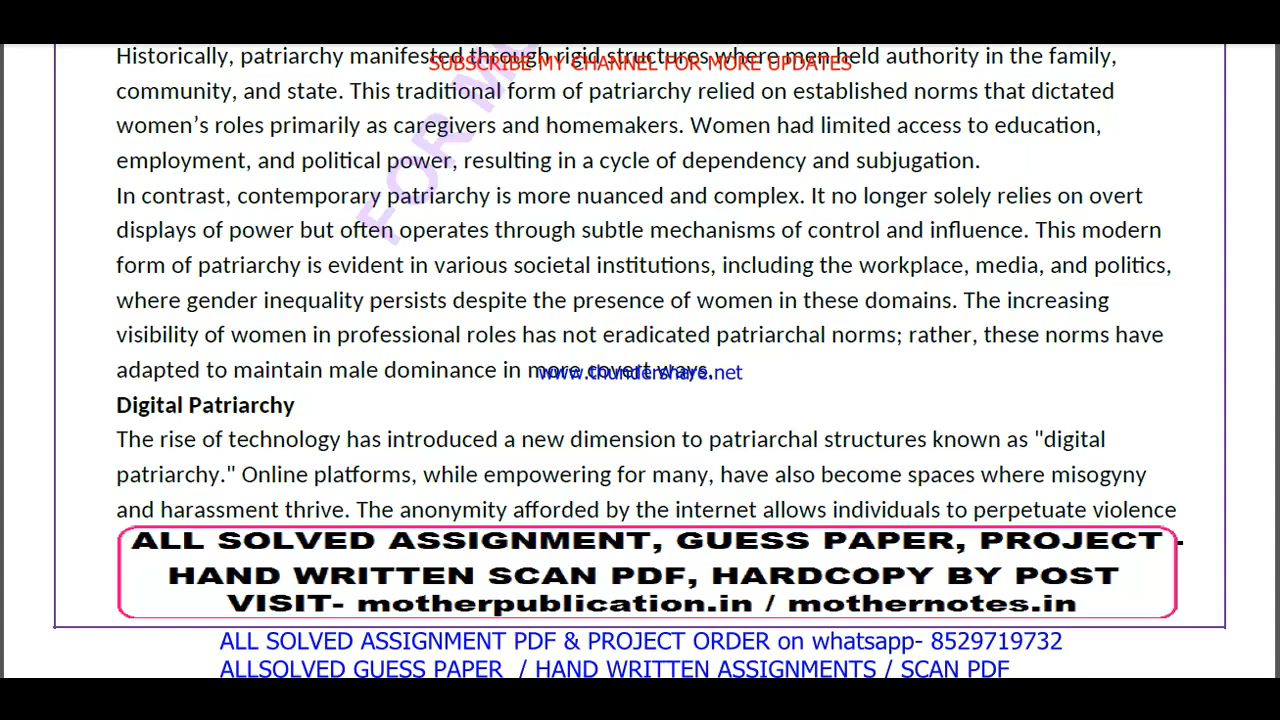 Historically, patriarchy manifested through rigid structures where men held authority in the family,
SUBSCRIBE MY CHANNEL FOR MORE UPDATES
community, and state. This traditional form of patriarchy relied on established norms that dictated
women’s roles primarily as caregivers and homemakers. Women had limited access to education,
employment, and political power, resulting in a cycle of dependency and subjugation.
FOR M
In contrast, contemporary patriarchy is more nuanced and complex. It no longer solely relies on overt
displays of power but often operates through subtle mechanisms of control and influence. This modern
form of patriarchy is evident in various societal institutions, including the workplace, media, and politics,
where gender inequality persists despite the presence of women in these domains. The increasing
visibility of women in professional roles has not eradicated patriarchal norms; rather, these norms have
adapted to maintain male dominance in more covert ways.
www.thundershare.net
Digital Patriarchy
The rise of technology has introduced a new dimension to patriarchal structures known as "digital
patriarchy." Online platforms, while empowering for many, have also become spaces where misogyny
and harassment thrive. The anonymity afforded by the internet allows individuals to perpetuate violence
ALL SOLVED ASSIGNMENT, GUESS PAPER, PROJECT -
HAND WRITTEN SCAN PDF, HARDCOPY BY POST
VISIT- motherpublication.in / mothernotes.in
ALL SOLVED ASSIGNMENT PDF & PROJECT ORDER on whatsapp- 8529719732
ALLSOLVED GUESS PAPER / HAND WRITTEN ASSIGNMENTS / SCAN PDF